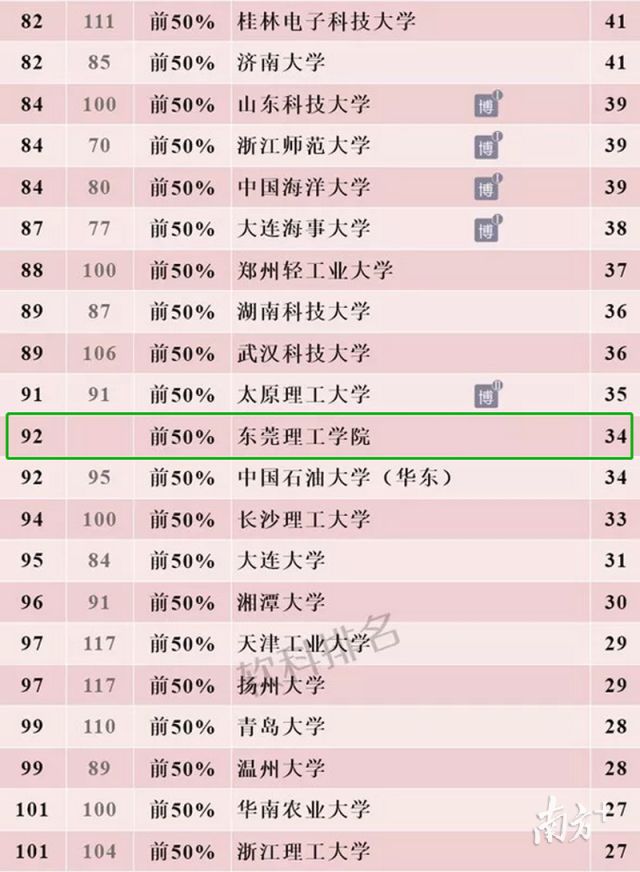 82 111 前50% 桂林电子科技大学 41
82 85 前50% 济南大学 41
84 100 前50% 山东科技大学 博I 39
84 70 前50% 浙江师范大学 博I 39
84 80 前50% 中国海洋大学 博I 39
87 77 前50% 大连海事大学 博I 38
88 100 前50% 郑州轻工业大学 37
89 87 前50% 湖南科技大学 36
89 106 前50% 武汉科技大学 36
91 91 前50% 太原理工大学 博II 35
92 前50% 东莞理工学院 34
92 95 前50% 中国石油大学（华东） 34
94 100 前50% 长沙理工大学 33
95 84 前50% 大连大学 31
96 91 前50% 湘潭大学 30
97 117 前50% 天津工业大学 29
软科排名
97 117 前50% 扬州大学 29
99 110 前50% 青岛大学 28
99 89 前50% 温州大学 28
101 100 前50% 华南农业大学 27
南方+
101 104 前50% 浙江理工大学 27